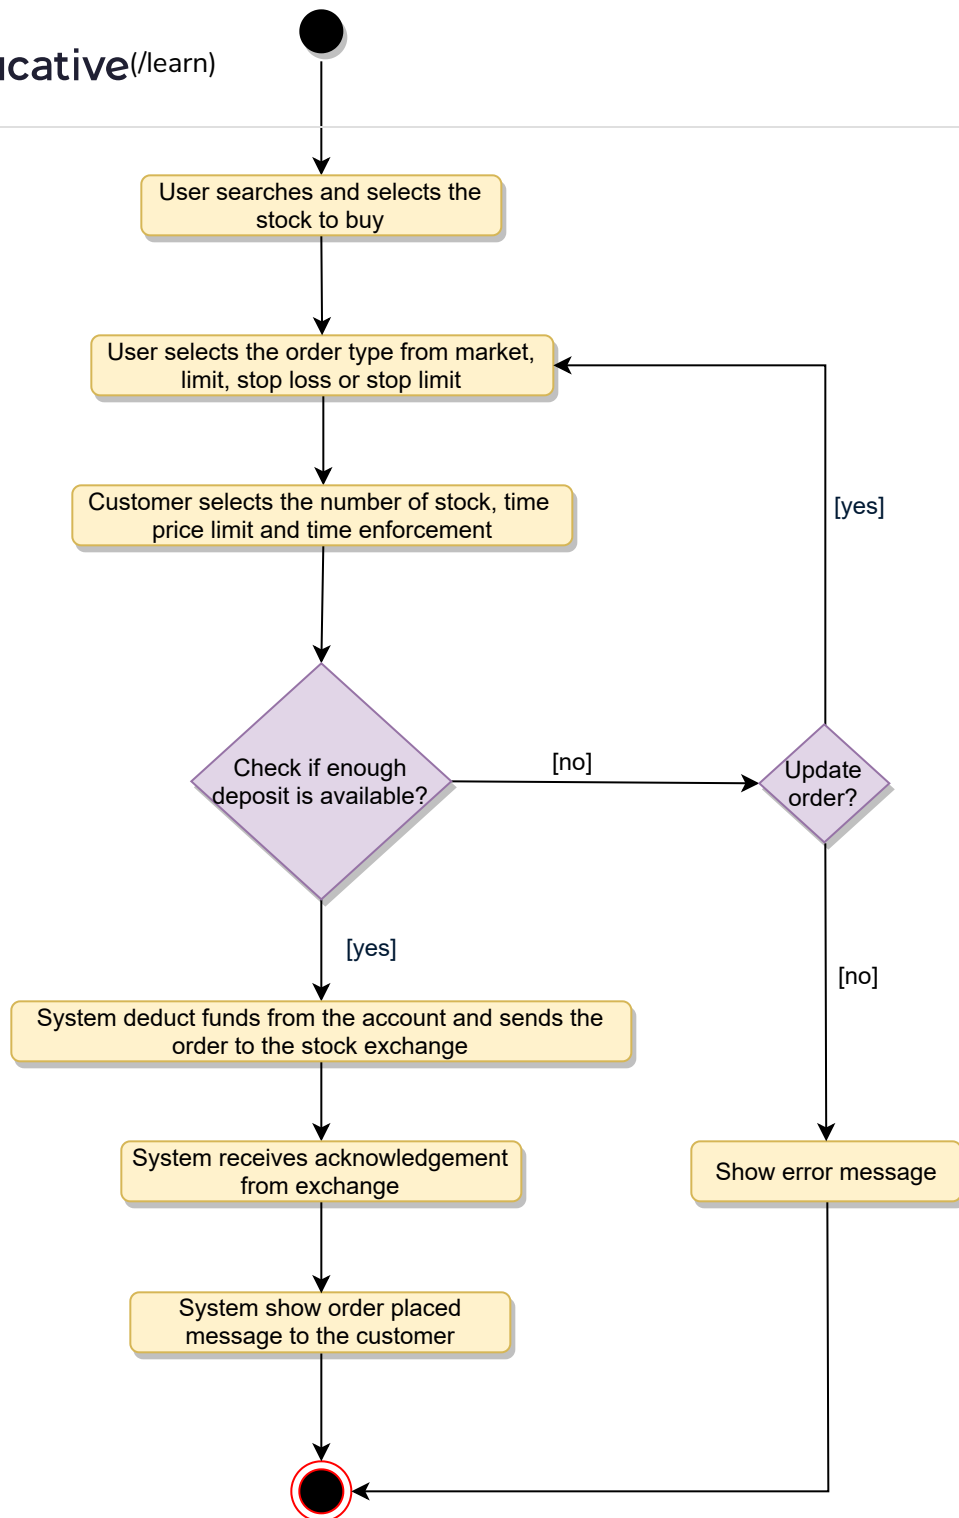 ucative(/learn)
User searches and selects the
stock to buy
User selects the order type from market,
limit, stop loss or stop limit
Customer selects the number of stock, time
price limit and time enforcement
[yes]
Check if enough
deposit is available?
[no]
Update
order?
[yes]
[no]
System deduct funds from the account and sends the
order to the stock exchange
System receives acknowledgement
from exchange
Show error message
System show order placed
message to the customer